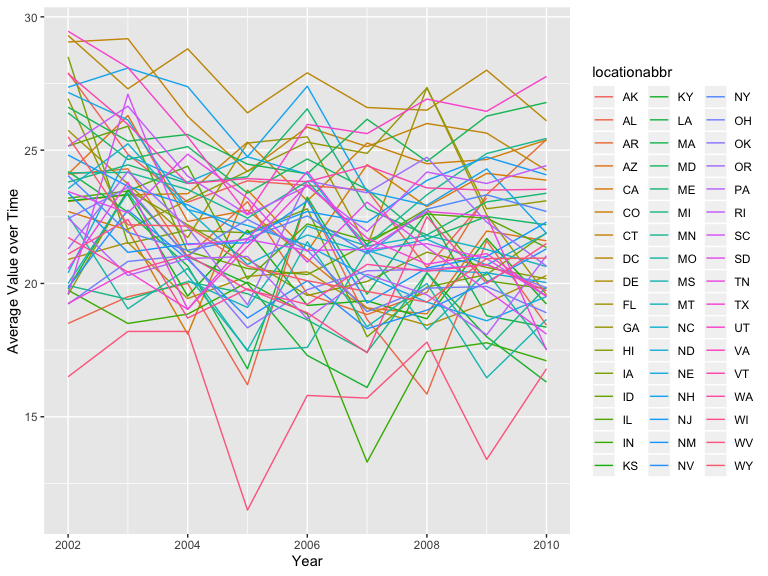 30
25
20
15
2002 2004 2006 2008 2010
Year
Average Value over Time
locationabbr
AK KY NY
AL LA OH
AR MA OK
AZ MD OR
CA ME PA
CO MI RI
CT MN SC
DC MO SD
DE MS TN
FL MT TX
GA NC UT
HI ND VA
IA NE VT
ID NH WA
IL NJ WI
IN NM WV
KS NV WY